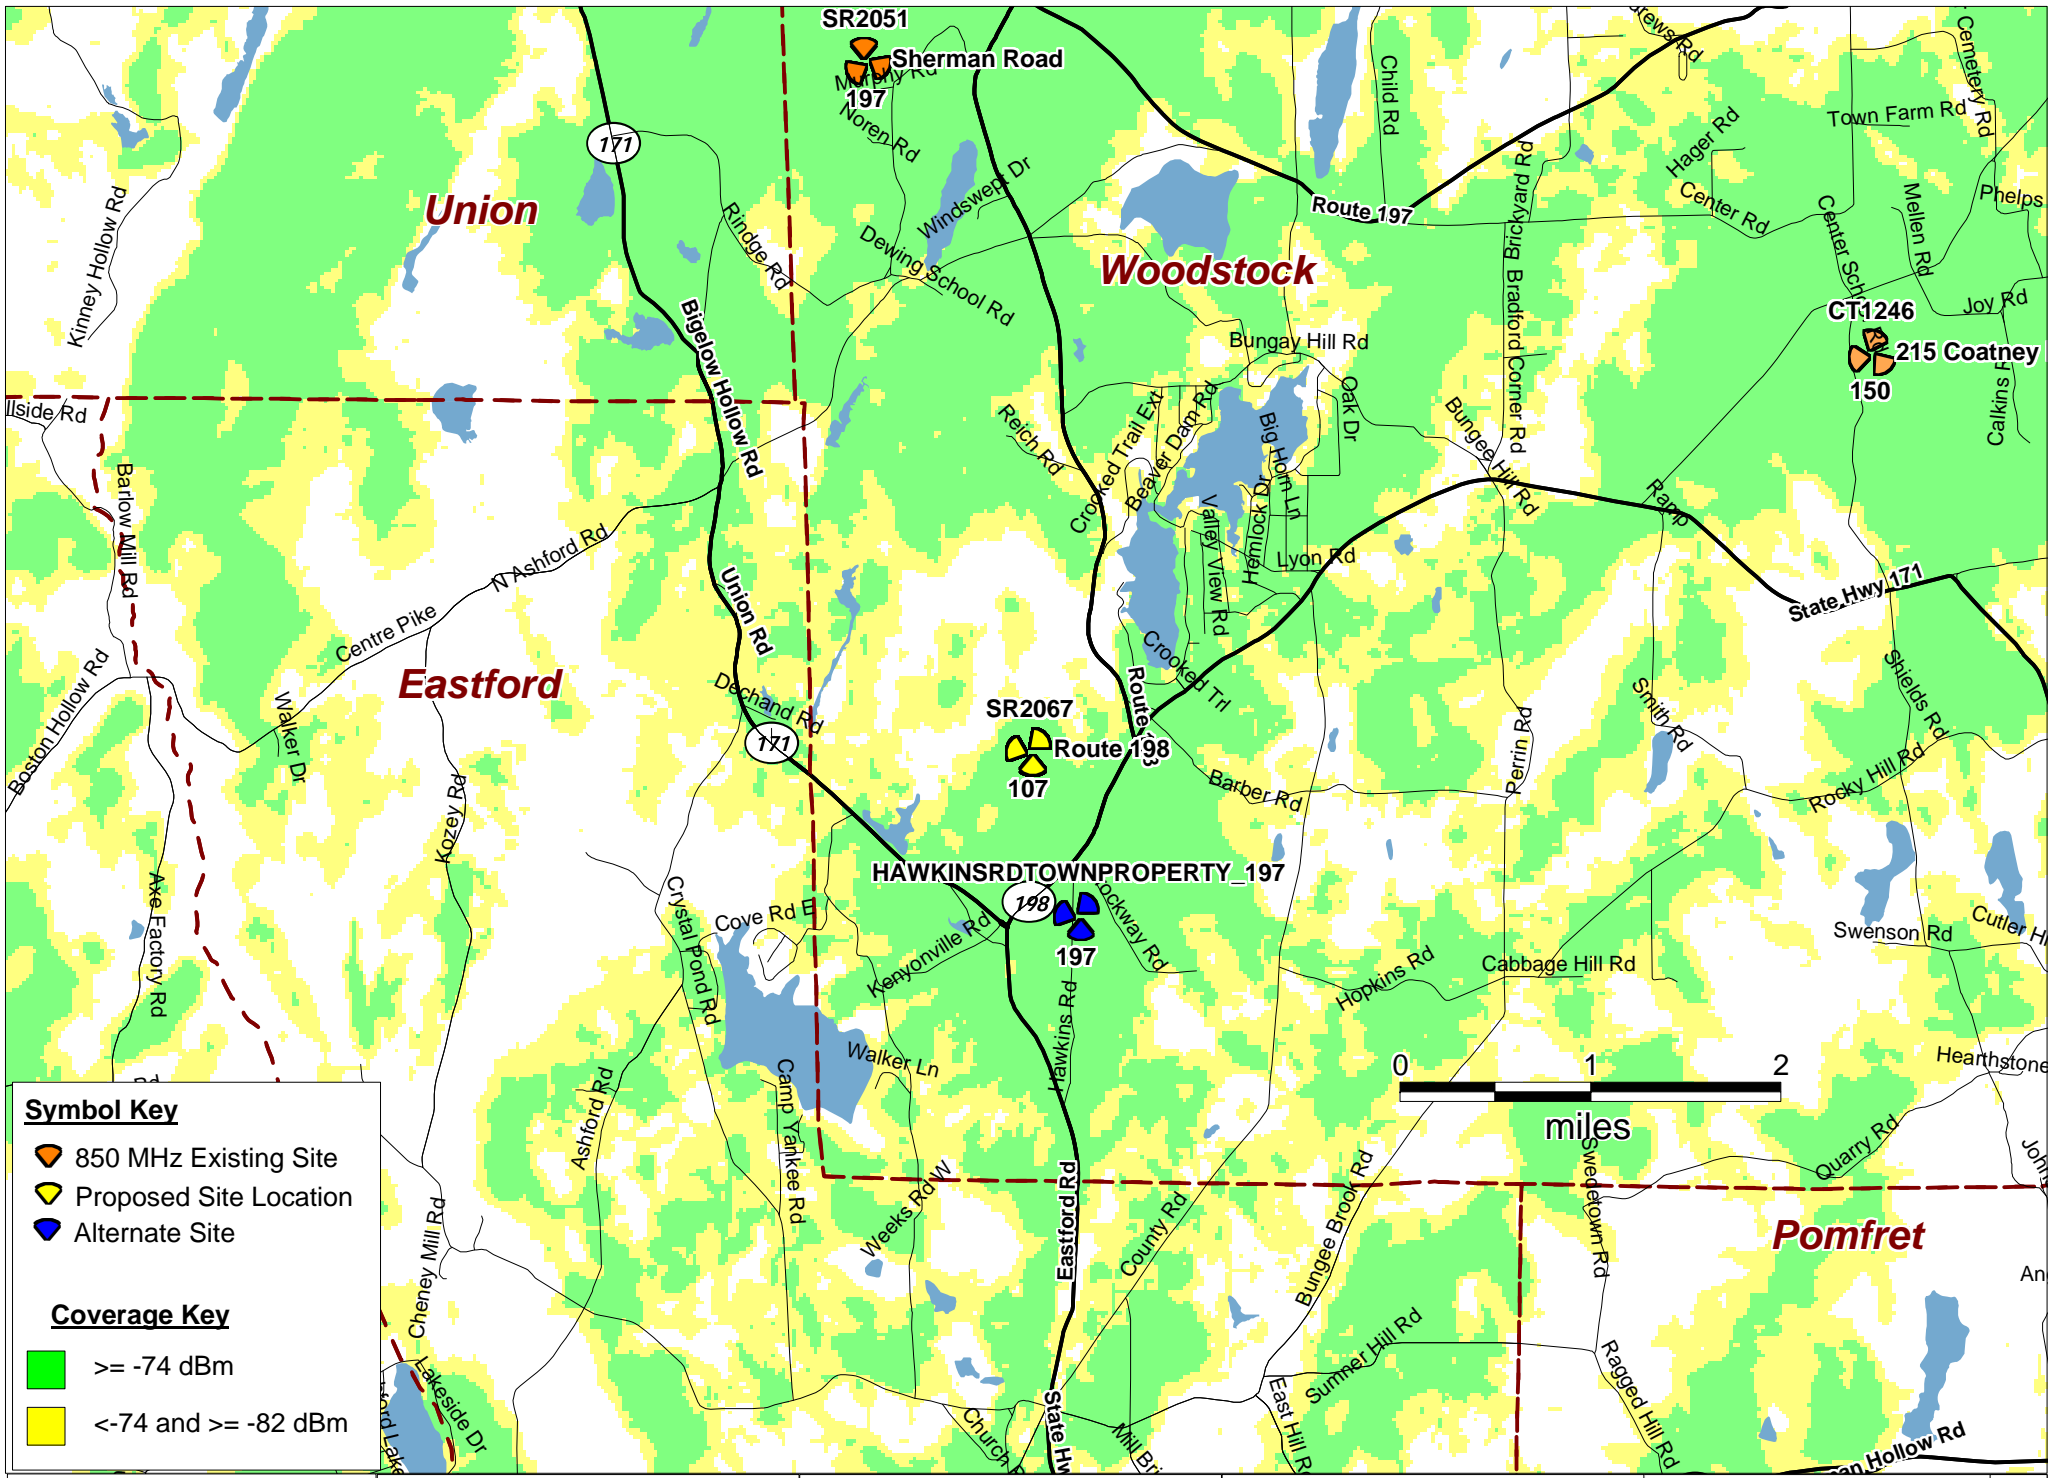 SR2051
Sherman Road
Murphy Rd
197
Noren Rd
171
Kinney Hollow Rd
Union
Rindge Rd
Windswept Dr
Dewing School Rd
Child Rd
Route 197
Woodstock
Brickyard Rd
Bradford Corner Rd
Hager Rd
Center Rd
Town Farm Rd
Cemetery Rd
Mellen Rd
Phelps
Joy Rd
CT1246
215 Coatney
150
Calkins R
Bigelow Hollow Rd
Bungay Hill Rd
Oak Dr
Reich Rd
Crooked Trail Ext
Beaver Dam Rd
Big Horn Ln
Hemlock Dr
Valley View Rd
Lyon Rd
Bungee Hill Rd
Ramp
State Hwy 171
llside Rd
Barlow Mill Rd
N Ashford Rd
Centre Pike
Union Rd
Boston Hollow Rd
Walker Dr
Eastford
Dechand Rd
171
Kozey Rd
SR2067
Route 198
107
Crooked Trl
Barber Rd
Perrin Rd
Smith Rd
Shields Rd
Rocky Hill Rd
HAWKINSRDTOWNPROPERTY_197
198
197
Kenyonville Rd
Hawkins Rd
Axe Factory Rd
Crystal Pond Rd
Cove Rd E
Walker Ln
Camp Yankee Rd
Ashford Rd
Weeks Rd W
Hopkins Rd
Cabbage Hill Rd
Swenson Rd
Hearthstone
0 1 2
miles
Quarry Rd
Swedetown Rd
Pomfret
Eastford Rd
County Rd
Bungee Brook Rd
Sumner Hill Rd
East Hill R
Ragged Hill Rd
Cheney Mill Rd
Lakeside Dr
State Hw
Symbol Key
850 MHz Existing Site
Proposed Site Location
Alternate Site
Coverage Key
>= -74 dBm
<-74 and >= -82 dBm